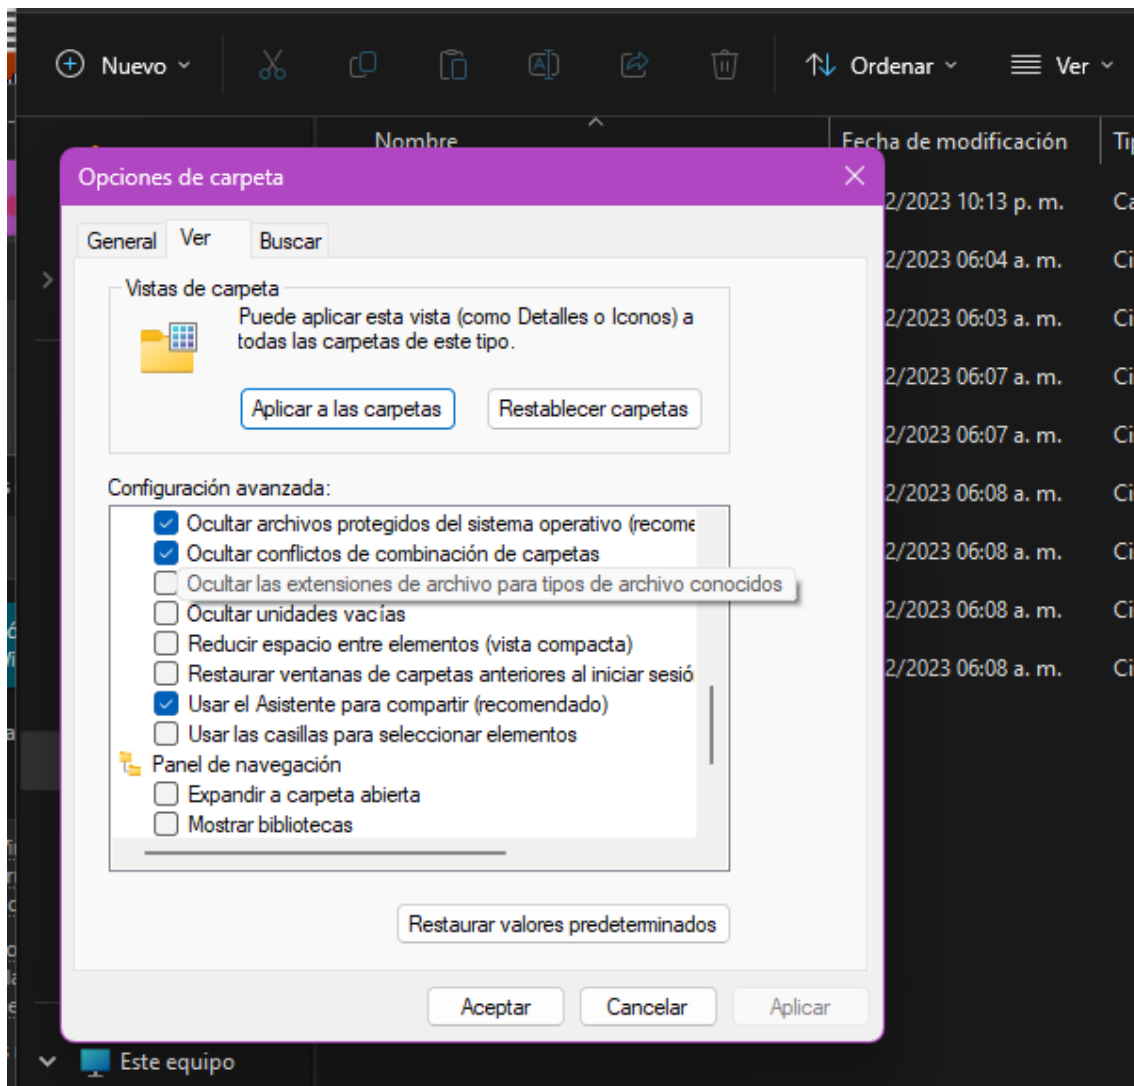 Nuevo
Ordenar
Ver
Nombre
Fecha de modificación
Opciones de carpeta
2/2023 10:13 p. m.
General
Ver
Buscar
2/2023 06:04 a. m.
Vistas de carpeta
Puede aplicar esta vista (como Detalles o Iconos) a
todas las carpetas de este tipo.
2/2023 06:03 a. m.
2/2023 06:07 a. m.
Aplicar a las carpetas
Restablecer carpetas
2/2023 06:07 a. m.
Configuración avanzada:
2/2023 06:08 a. m.
Ocultar archivos protegidos del sistema operativo (recome
Ocultar conflictos de combinación de carpetas
2/2023 06:08 a. m.
Ocultar las extensiones de archivo para tipos de archivo conocidos
Ocultar unidades vacías
2/2023 06:08 a. m.
Reducir espacio entre elementos (vista compacta)
Restaurar ventanas de carpetas anteriores al iniciar sesió
2/2023 06:08 a. m.
Usar el Asistente para compartir (recomendado)
Usar las casillas para seleccionar elementos
Panel de navegación
Expandir a carpeta abierta
Mostrar bibliotecas
Restaurar valores predeterminados
Aceptar
Cancelar
Aplicar
Este equipo